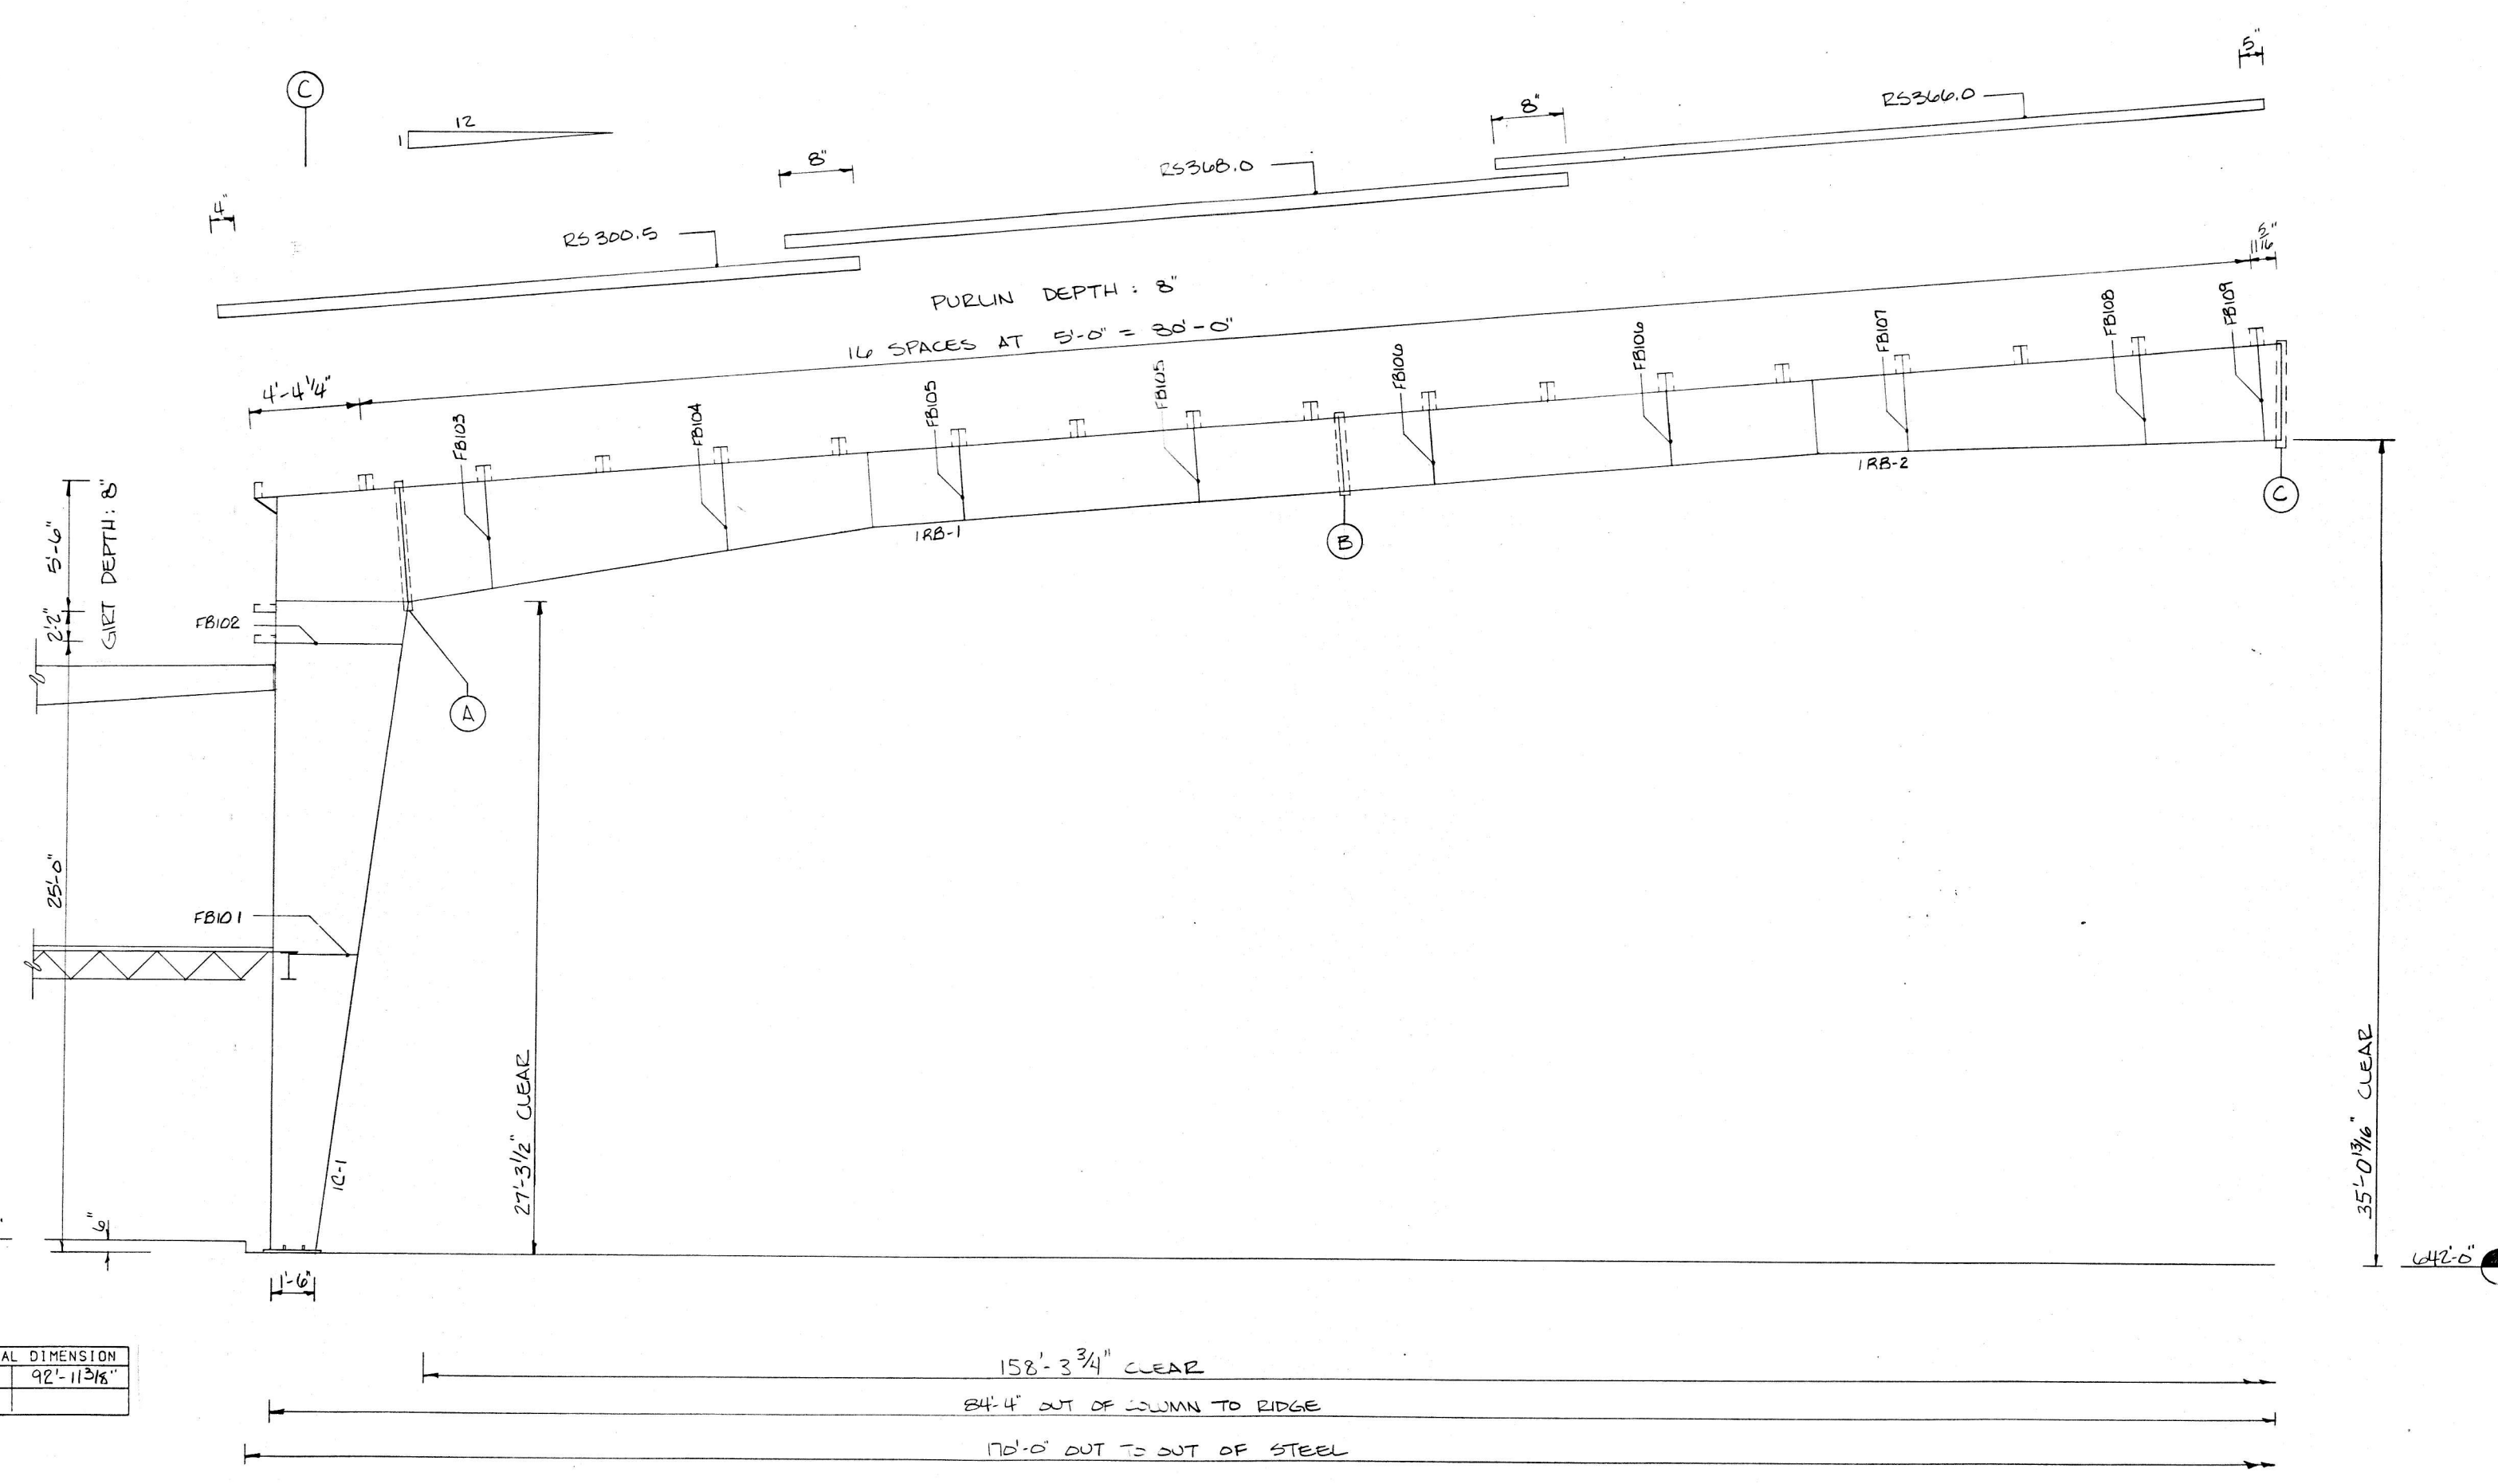 C
12
1
5"
8"
RS366.0
8"
RS368.0
4"
RS300.5
PURLIN DEPTH : 8"
16 SPACES AT 5'-0" = 80'-0"
11 5/16"
4'-4 1/4"
FB103
FB104
FB105
FB105
FB106
FB106
FB107
FB108
FB109
1RB-1
1RB-2
B
C
A
5'-6"
2'-2"
GIRT DEPTH: 8"
FB102
25'-0"
FB101
1C-1
27'-3 1/2" CLEAR
35'-0 13/16" CLEAR
6"
1'-6"
642'-0"
AL DIMENSION
92'-11 3/8"
158'-3 3/4" CLEAR
84'-4" OUT OF COLUMN TO RIDGE
170'-0" OUT TO OUT OF STEEL